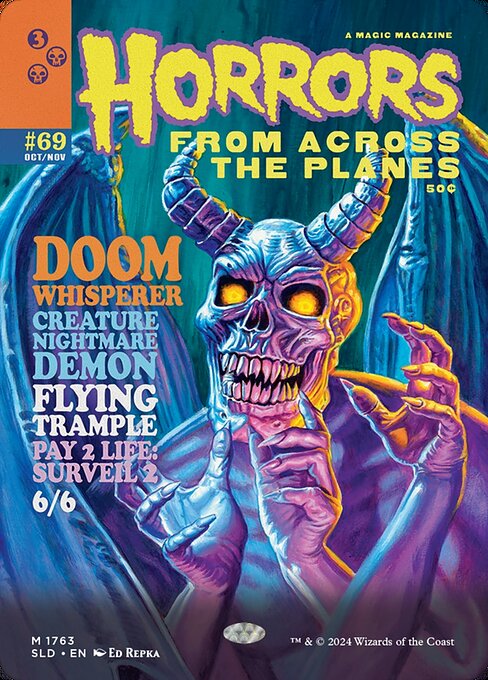 3
A MAGIC MAGAZINE
HORRORS
FROM ACROSS
THE PLANES
50¢
#69
OCT/NOV
DOOM
WHISPERER
CREATURE
NIGHTMARE
DEMON
FLYING
TRAMPLE
PAY 2 LIFE:
SURVEIL 2
6/6
M 1763
SLD • EN ED REPKA
™ & © 2024 Wizards of the Coast